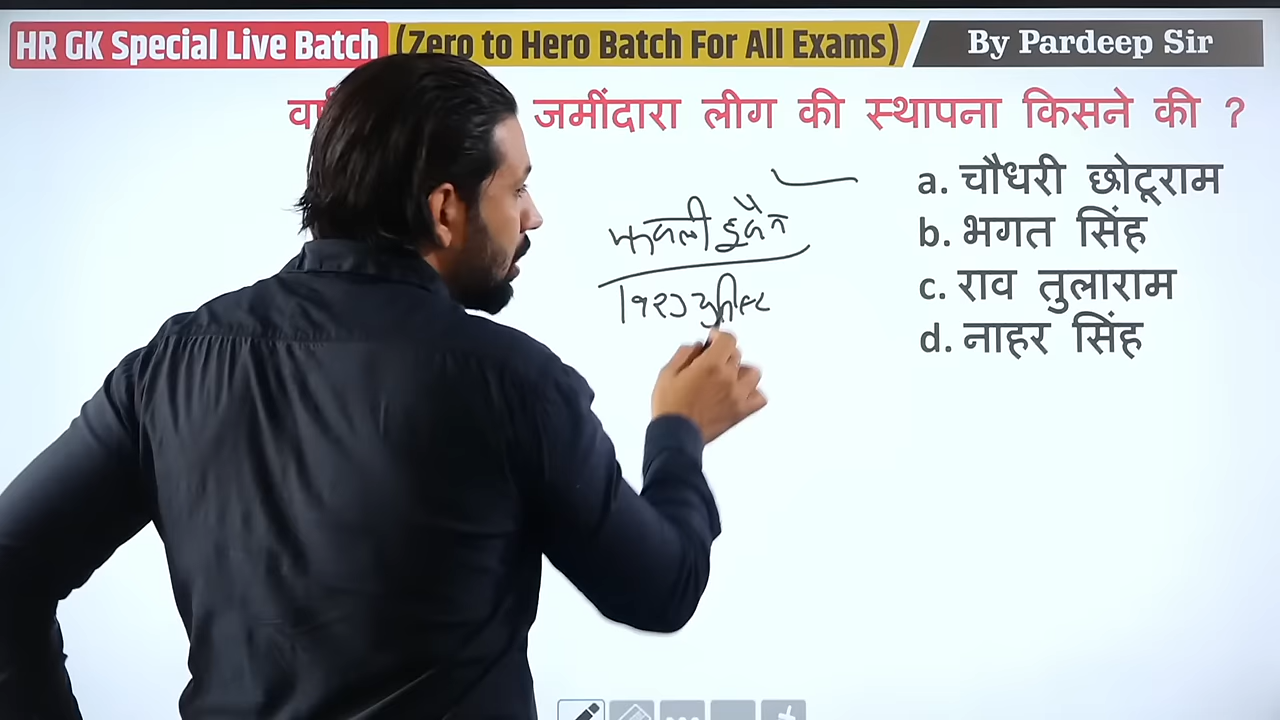 HR GK Special Live Batch (Zero to Hero Batch For All Exams) By Pardeep Sir
जमींदारा लीग की स्थापना किसने की ?
a. चौधरी छोटूराम
b. भगत सिंह
c. राव तुलाराम
d. नाहर सिंह